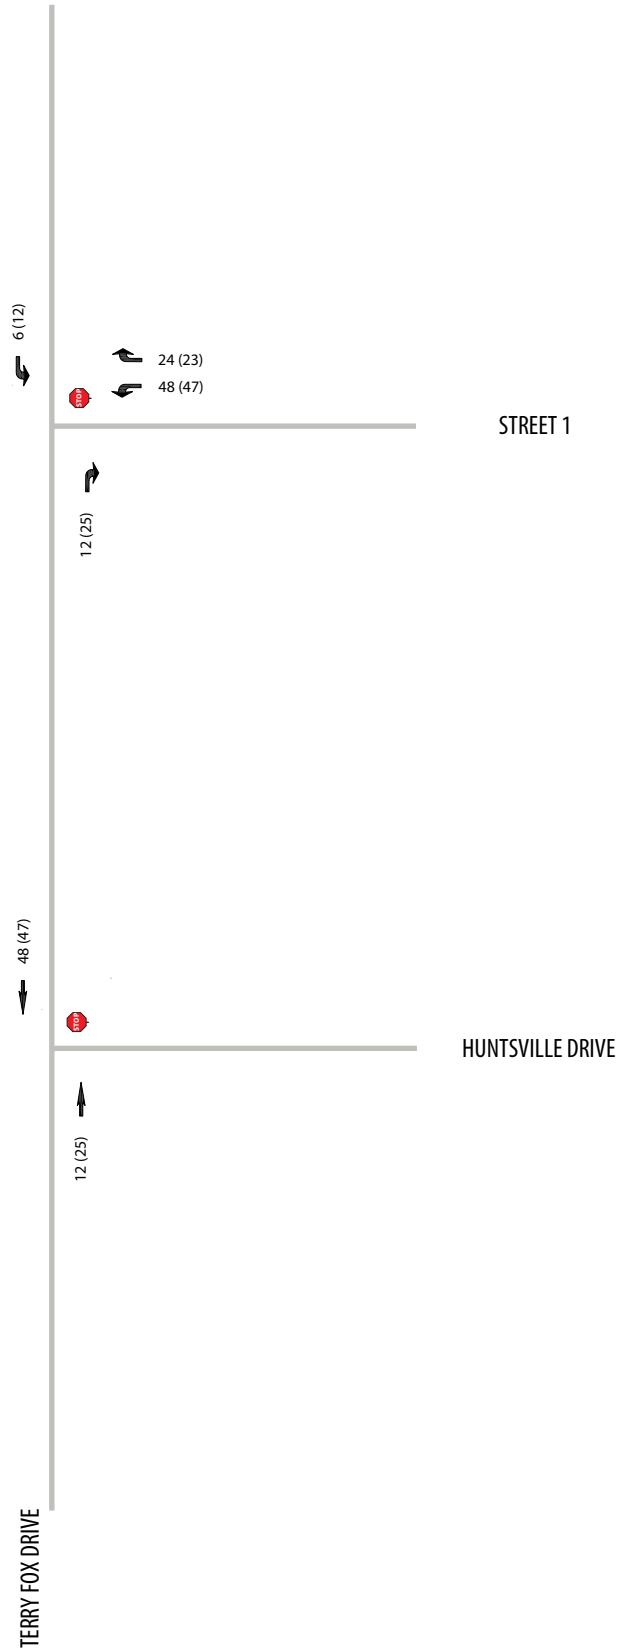 6 (12)
24 (23)
48 (47)
STOP
STREET 1
12 (25)
48 (47)
STOP
HUNTSVILLE DRIVE
12 (25)
TERRY FOX DRIVE